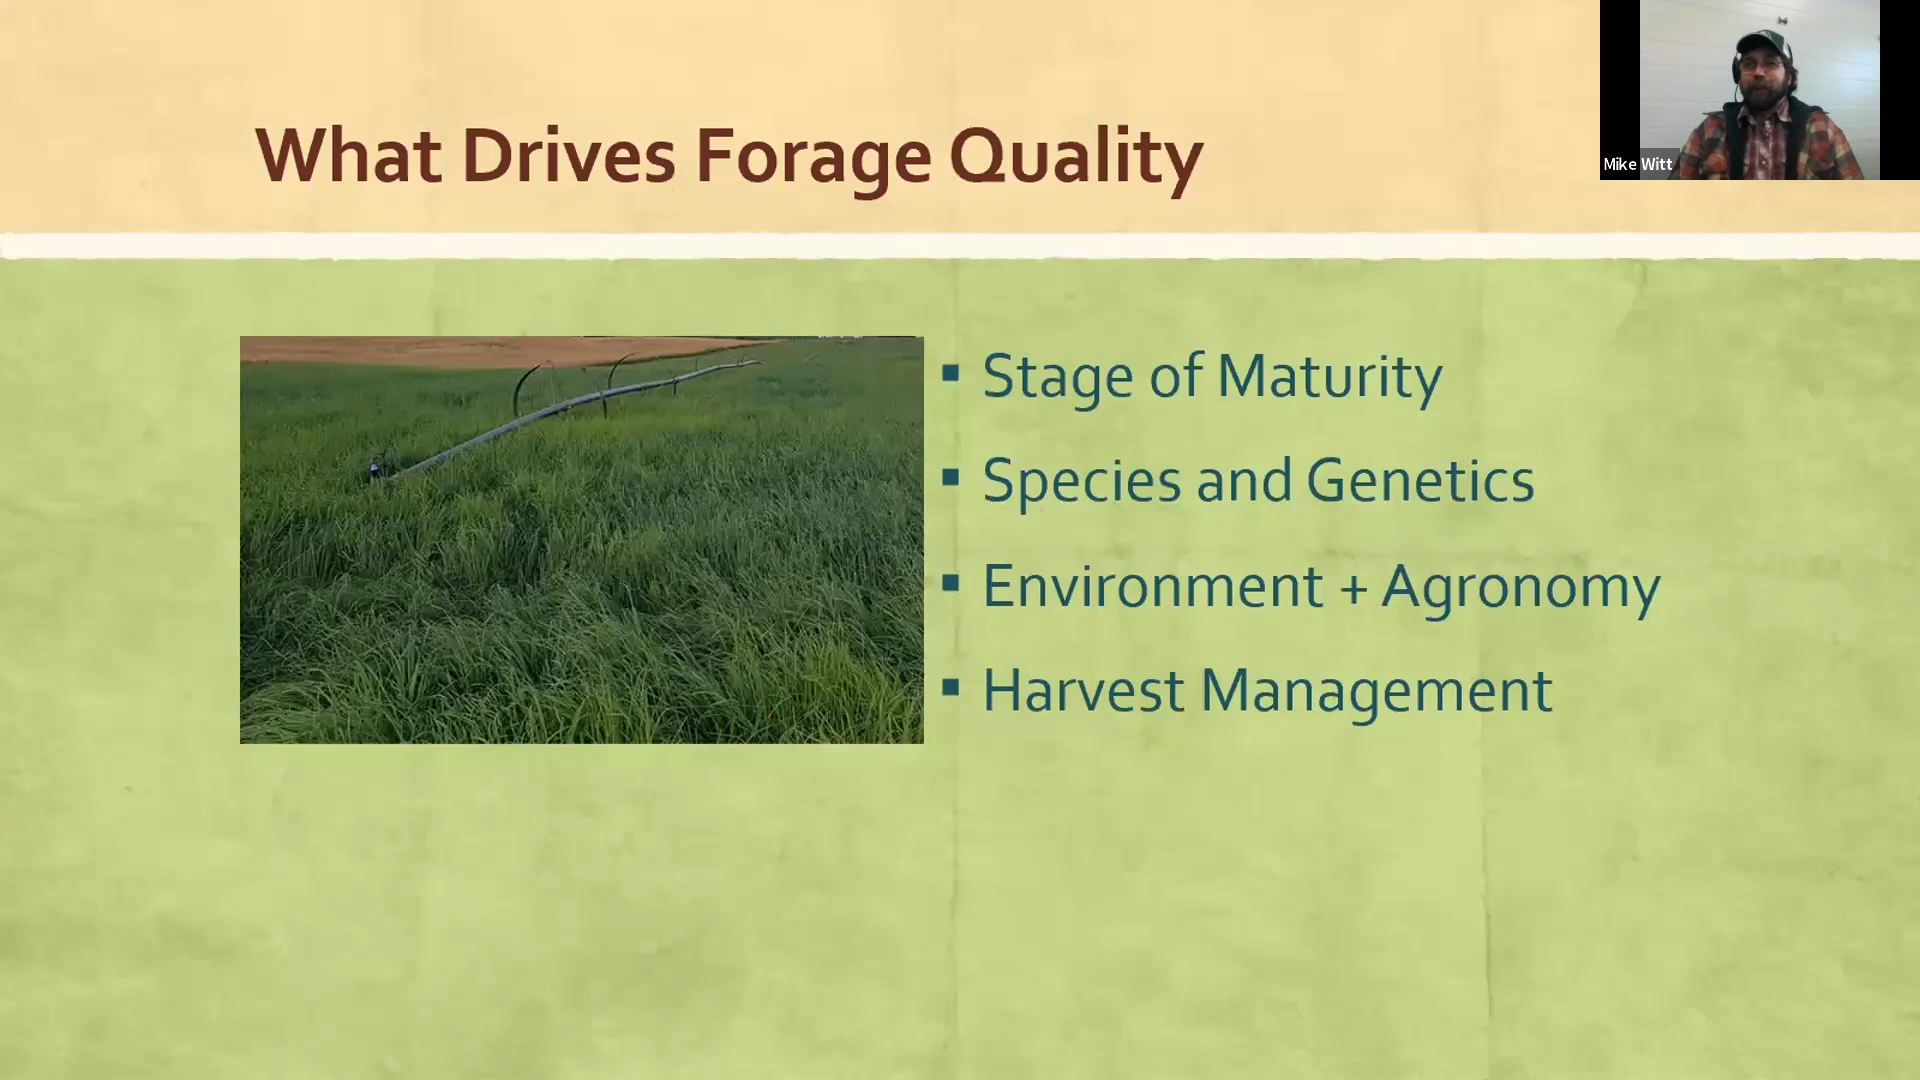 What Drives Forage Quality
Mike Witt
Stage of Maturity
Species and Genetics
Environment + Agronomy
Harvest Management